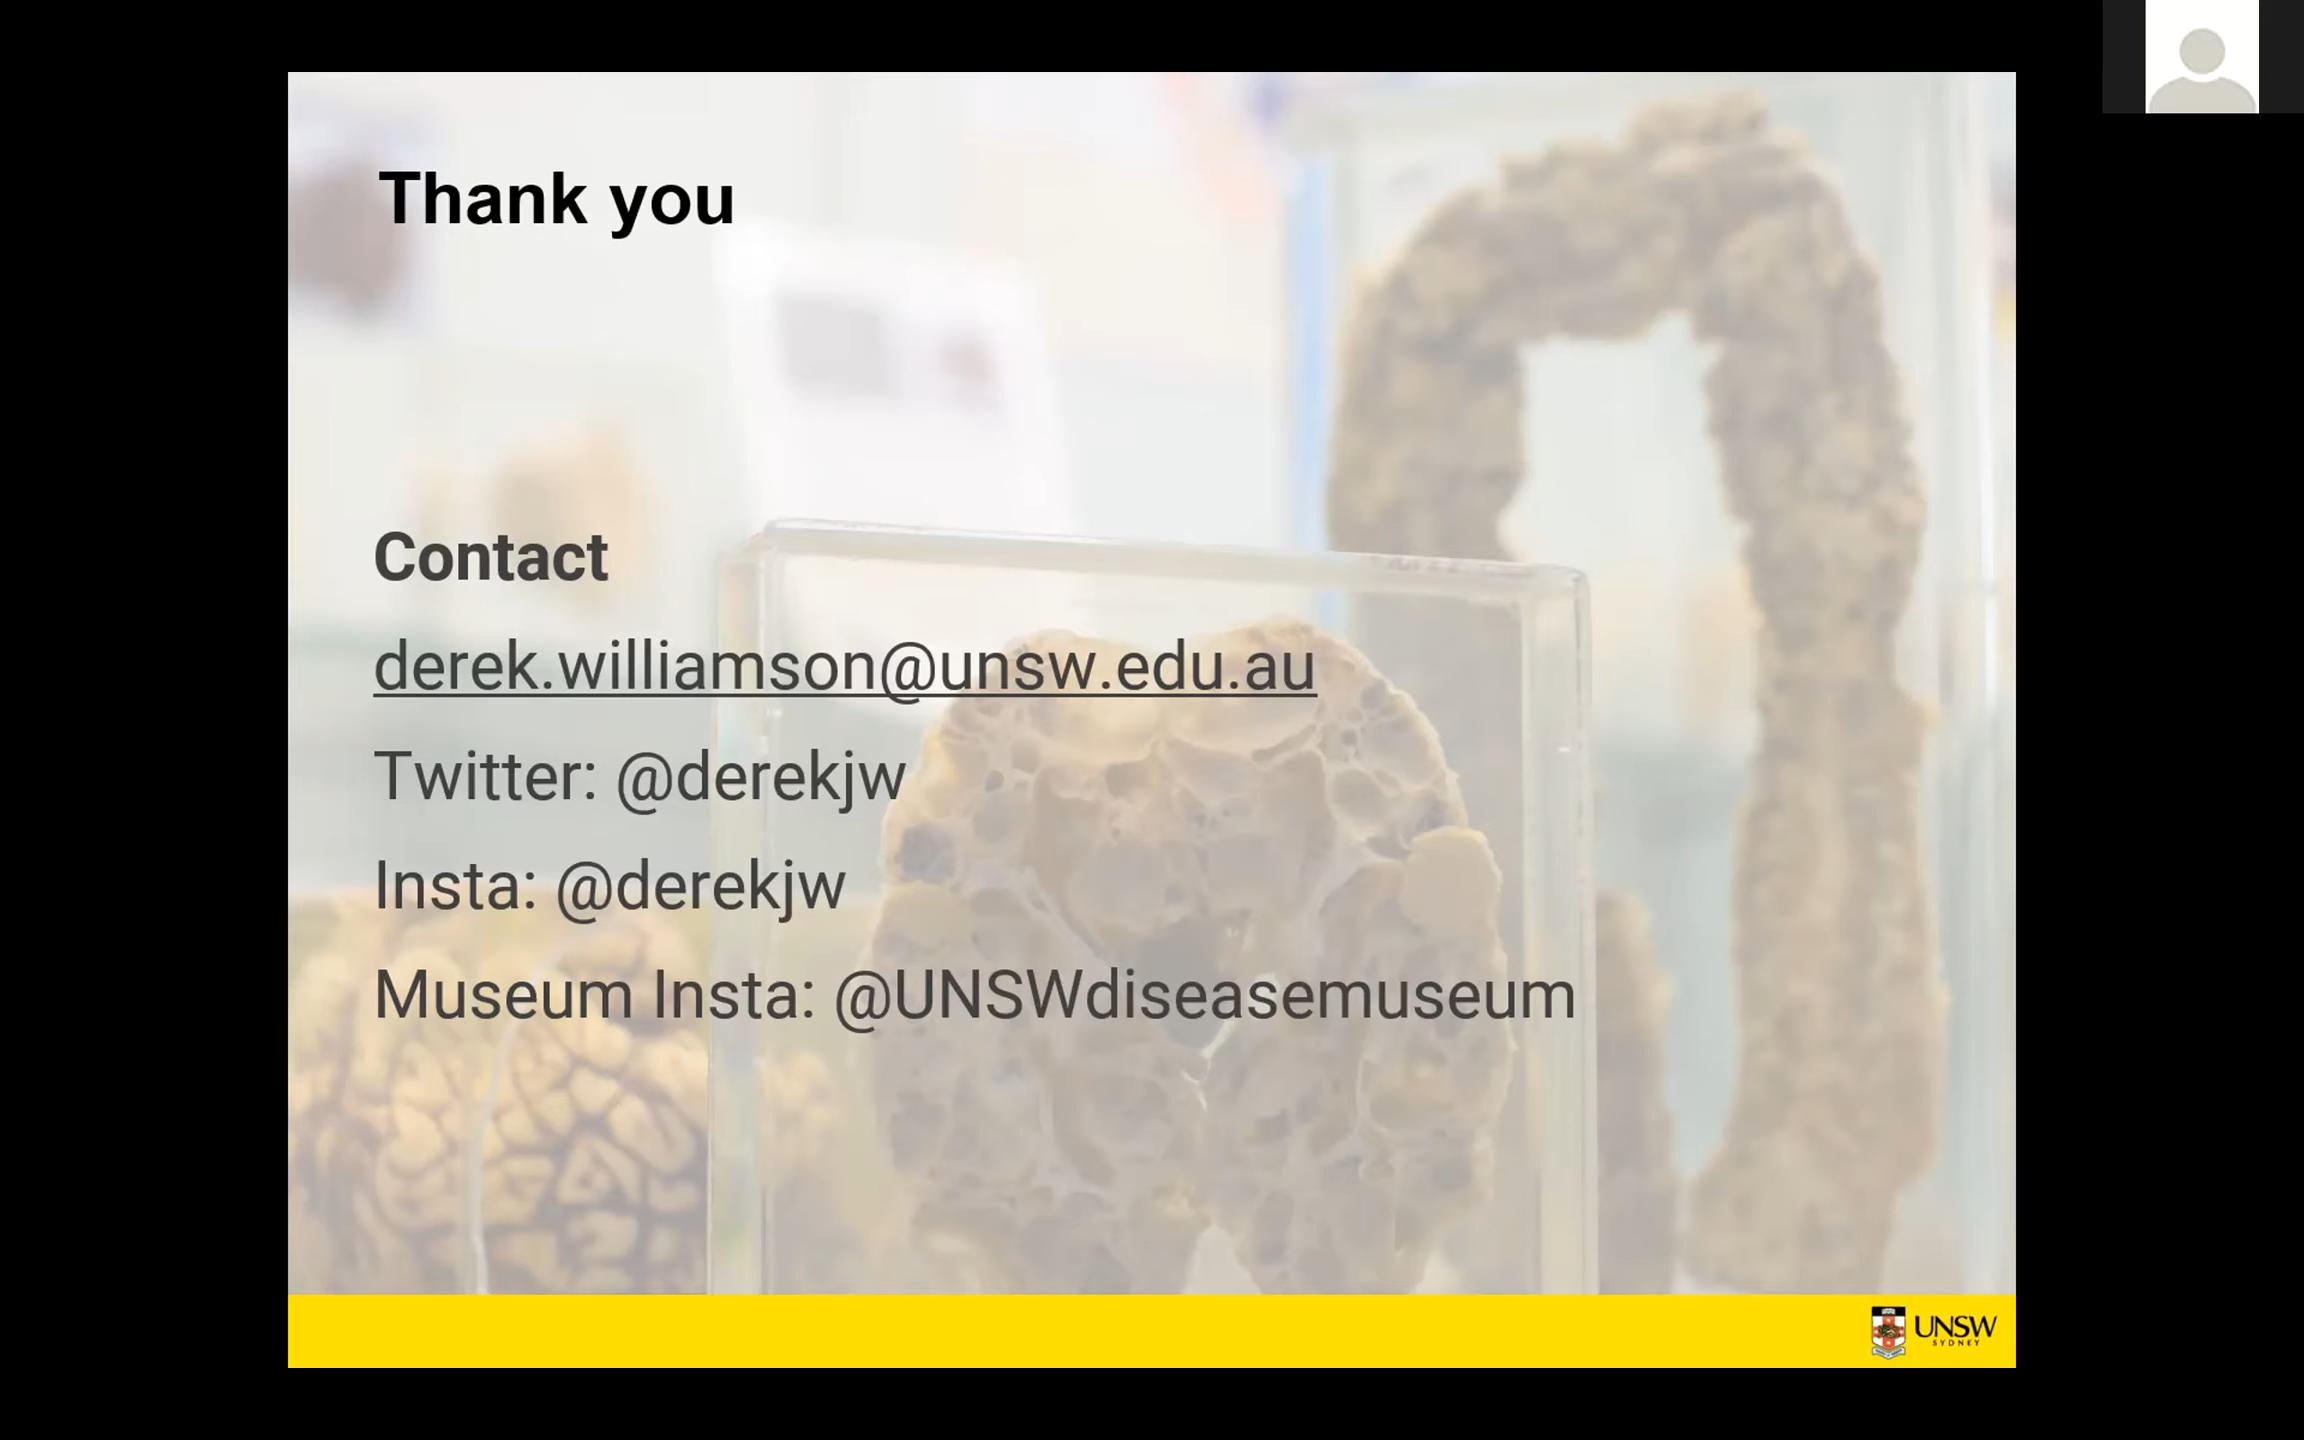 Thank you
Contact
derek.williamson@unsw.edu.au
Twitter: @derekjw
Insta: @derekjw
Museum Insta: @UNSWdiseasemuseum
UNSW
SYDNEY